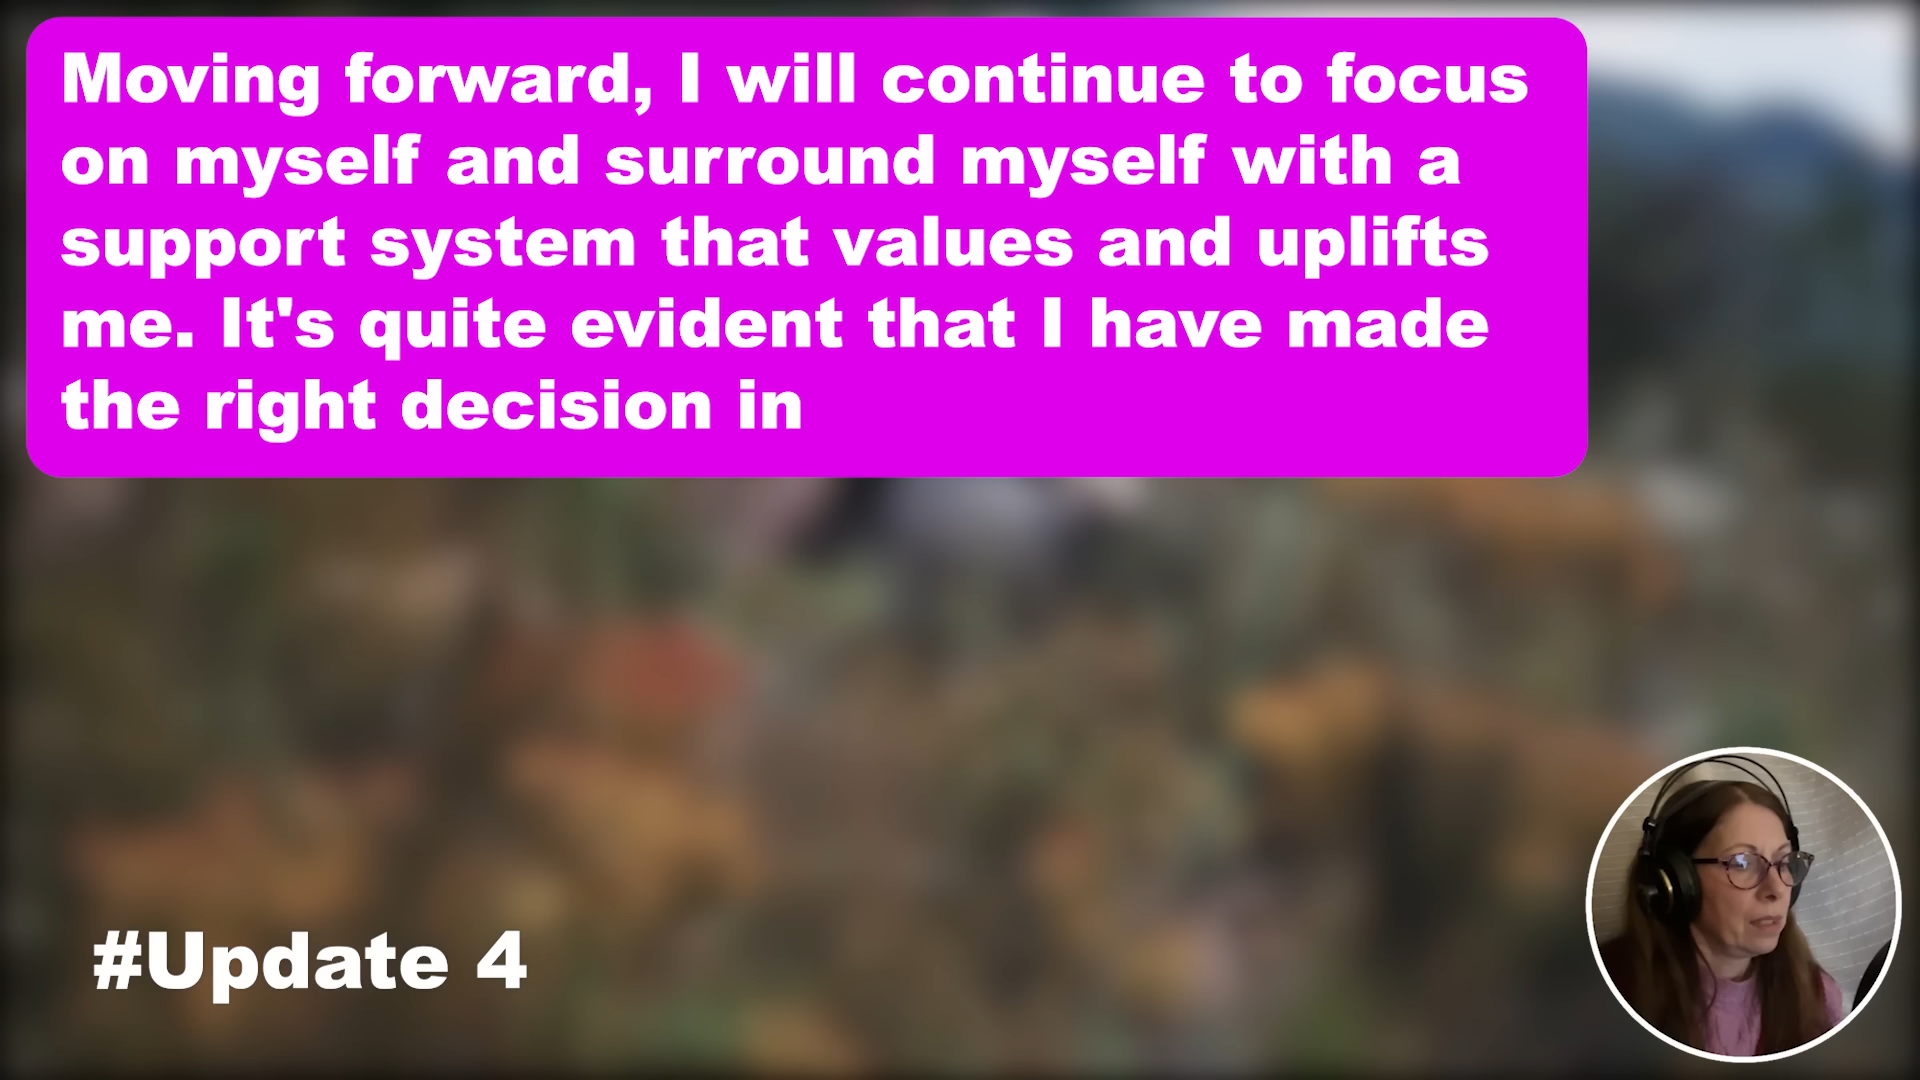 Moving forward, I will continue to focus
on myself and surround myself with a
support system that values and uplifts
me. It's quite evident that I have made
the right decision in
#Update 4